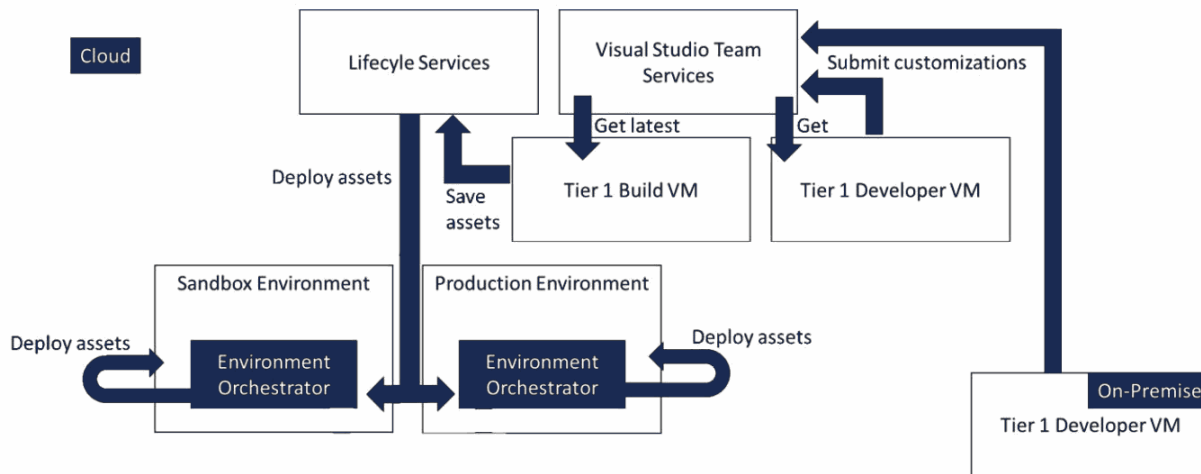 Cloud
Lifecyle Services
Visual Studio Team
Services
Submit customizations
Get latest
Get
Deploy assets
Save
assets
Tier 1 Build VM
Tier 1 Developer VM
Sandbox Environment
Production Environment
Deploy assets
Environment
Orchestrator
Environment
Orchestrator
Deploy assets
On-Premise
Tier 1 Developer VM